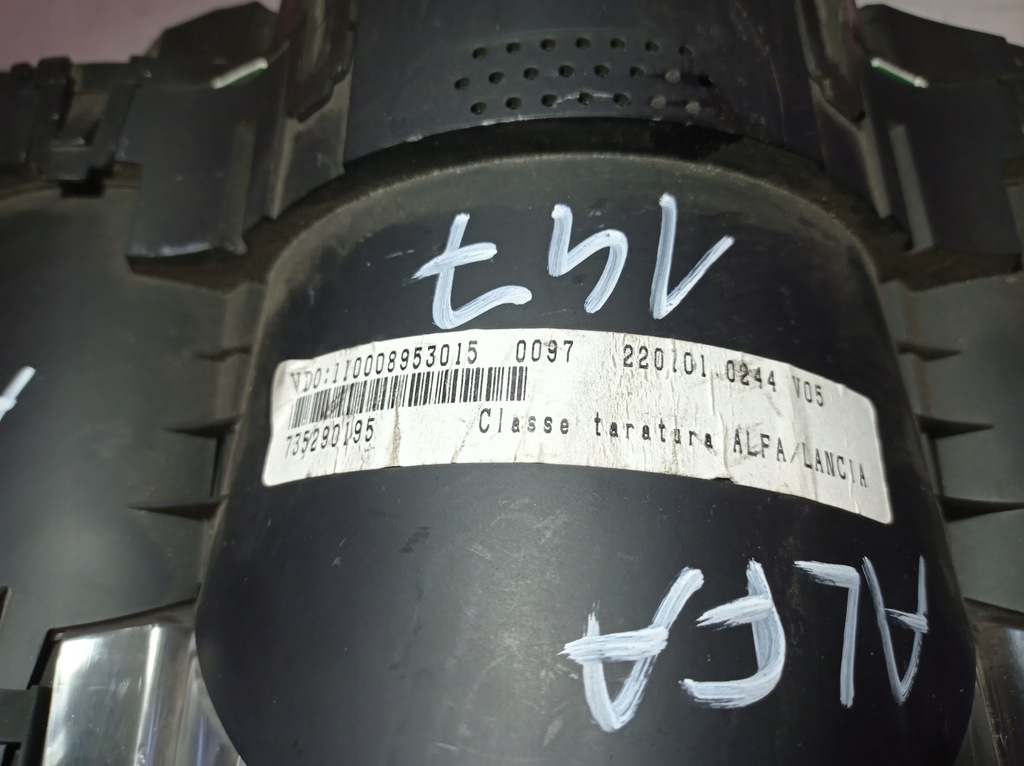 147
VDO:110008953015 0097 220101 0244 V05
735290195 Classe taratura ALFA/LANCIA
ALFA